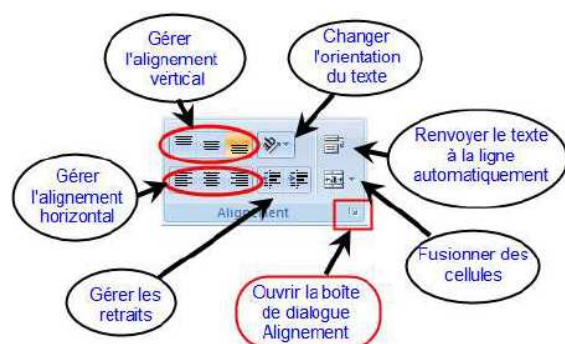 Gérer
l'alignement
vertical
Changer
l'orientation
du texte
Renvoyer le texte
à la ligne
automatiquement
Gérer
l'alignement
horizontal
ab
a
Alignement
Fusionner des
cellules
Gérer les
retraits
Ouvrir la boîte
de dialogue
Alignement